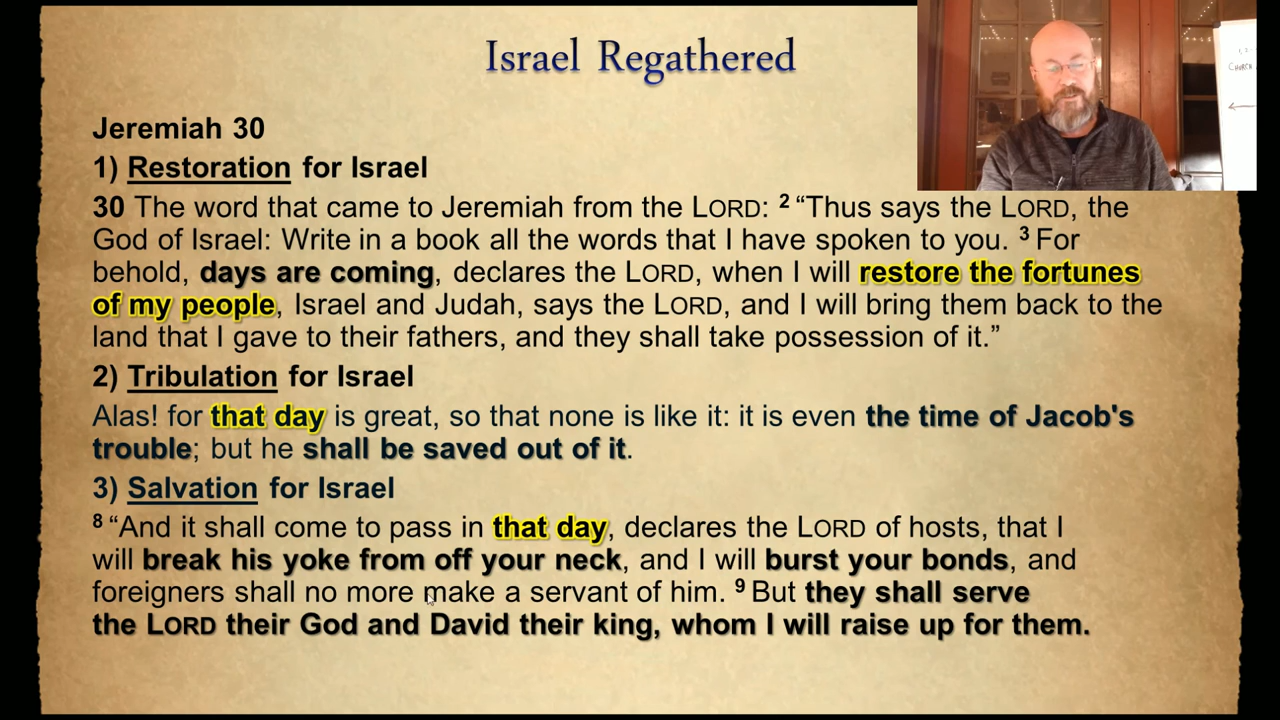 Israel Regathered
Jeremiah 30
1) Restoration for Israel
30 The word that came to Jeremiah from the LORD: 2 “Thus says the LORD, the
God of Israel: Write in a book all the words that I have spoken to you. 3 For
behold, days are coming, declares the LORD, when I will restore the fortunes
of my people, Israel and Judah, says the LORD, and I will bring them back to the
land that I gave to their fathers, and they shall take possession of it.”
2) Tribulation for Israel
Alas! for that day is great, so that none is like it: it is even the time of Jacob's
trouble; but he shall be saved out of it.
3) Salvation for Israel
8 “And it shall come to pass in that day, declares the LORD of hosts, that I
will break his yoke from off your neck, and I will burst your bonds, and
foreigners shall no more make a servant of him. 9 But they shall serve
the LORD their God and David their king, whom I will raise up for them.
CHURCH